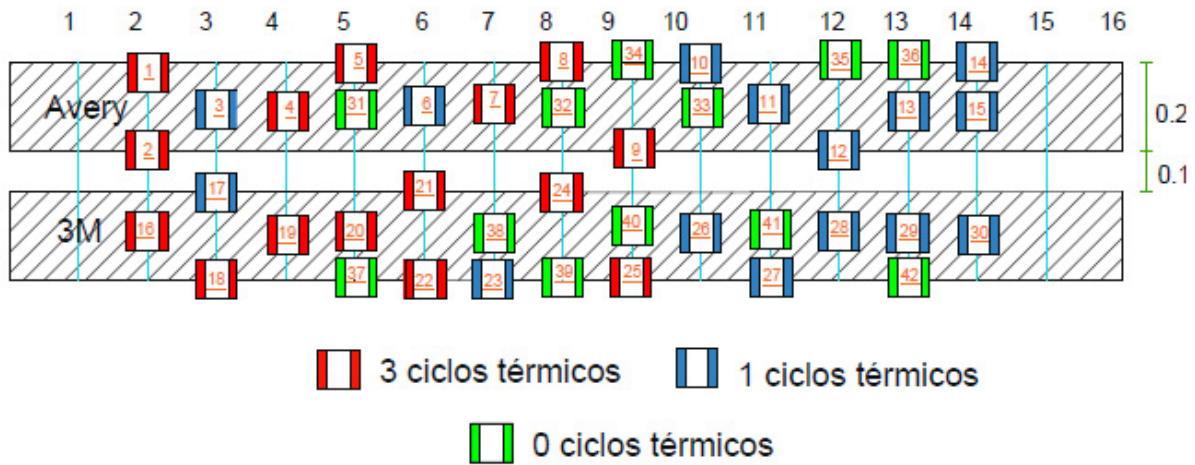 1 2 3 4 5 6 7 8 9 10 11 12 13 14 15 16
1 5 8 34 10 35 36 14
Avery 3 4 31 6 7 32 33 11 13 15 0.2
2 9 12
17 21 24 0.1
3M 16 19 20 38 40 26 41 28 29 30
18 37 22 23 39 25 27 42
3 ciclos térmicos 1 ciclos térmicos
0 ciclos térmicos